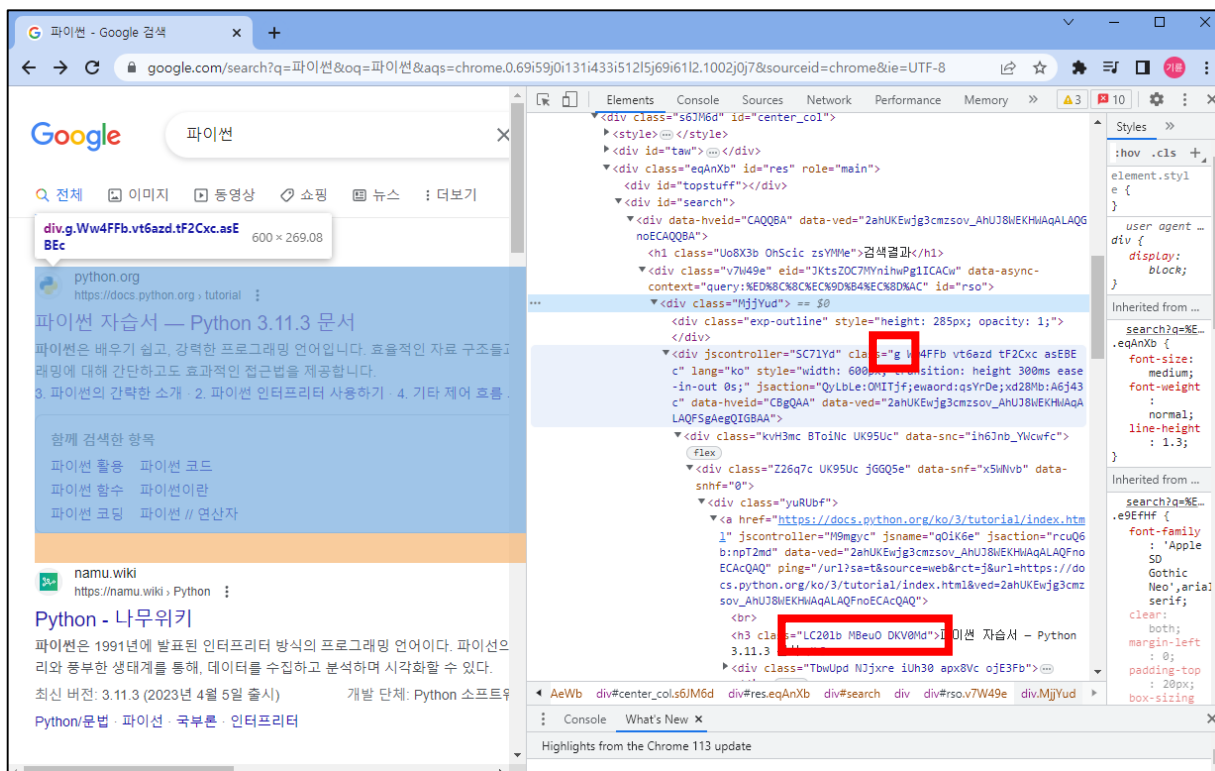 파이썬 - Google 검색
google.com/search?q=파이썬&oq=파이썬&aqs=chrome.0.69i59j0i131i433i512l5j69i61l2.1002j0j7&sourceid=chrome&ie=UTF-8
기름
Google
파이썬
전체 이미지 동영상 쇼핑 뉴스 더보기
div.g.Ww4FFb.vt6azd.tF2Cxc.asE
BEc
600 × 269.08
python.org
https://docs.python.org › tutorial
파이썬 자습서 — Python 3.11.3 문서
파이썬은 배우기 쉽고, 강력한 프로그래밍 언어입니다. 효율적인 자료 구조들과
래밍에 대해 간단하고도 효과적인 접근법을 제공합니다.
3. 파이썬의 간략한 소개 · 2. 파이썬 인터프리터 사용하기 · 4. 기타 제어 흐름
함께 검색한 항목
파이썬 활용 파이썬 코드
파이썬 함수 파이썬이란
파이썬 코딩 파이썬 // 연산자
namu.wiki
https://namu.wiki › Python
Python - 나무위키
파이썬은 1991년에 발표된 인터프리터 방식의 프로그래밍 언어이다. 파이선의
리와 풍부한 생태계를 통해, 데이터를 수집하고 분석하며 시각화할 수 있다.
최신 버전: 3.11.3 (2023년 4월 5일 출시) 개발 단체: Python 소프트웨
Python/문법 · 파이선 · 국부론 · 인터프리터
Elements Console Sources Network Performance Memory » 3 10
<div class="s6JM6d" id="center_col">
<style>…</style>
<div id="taw">…</div>
<div class="eqAnXb" id="res" role="main">
<div id="topstuff"></div>
<div id="search">
<div data-hveid="CAQQBA" data-ved="2ahUKEwjg3cmzsov_AhUJ8WEKHWAqALAQG
noECAQQBA">
<h1 class="Uo8X3b OhScic zsYMMe">검색결과</h1>
<div class="v7W49e" eid="JKtsZOC7MYnihwPg1ICACw" data-async-
context="query:%ED%8C%8C%EC%9D%B4%EC%8D%AC" id="rso">
<div class="MjjYud"> == $0
<div class="exp-outline" style="height: 285px; opacity: 1;">
</div>
<div jscontroller="SC7lYd" class="g Ww4FFb vt6azd tF2Cxc asEBE
c" lang="ko" style="width: 600px; transition: height 300ms ease
-in-out 0s;" jsaction="QyLbLe:OMITjf;ewaord:qsYrDe;xd28Mb:A6j43
c" data-hveid="CBgQAA" data-ved="2ahUKEwjg3cmzsov_AhUJ8WEKHWAqA
LAQFSgAegQIGBAA">
<div class="kvH3mc BToiNc UK95Uc" data-snc="ih6Jnb_YWcwfc">
flex
<div class="Z26q7c UK95Uc jGGQ5e" data-snf="x5WNvb" data-
snhf="0">
<div class="yuRUbf">
<a href="https://docs.python.org/ko/3/tutorial/index.htm
l" jscontroller="M9mgyc" jsname="qOiK6e" jsaction="rcuQ6
b:npT2md" data-ved="2ahUKEwjg3cmzsov_AhUJ8WEKHWAqALAQFno
ECAcQAQ" ping="/url?sa=t&source=web&rct=j&url=https://do
cs.python.org/ko/3/tutorial/index.html&ved=2ahUKEwjg3cmz
sov_AhUJ8WEKHWAqALAQFnoECAcQAQ">
<br>
<h3 class="LC20lb MBeuO DKV0Md">파이썬 자습서 — Python
3.11.3
<div class="TbwUpd NJjxre iUh30 apx8Vc ojE3Fb">…
AeWb div#center_col.s6JM6d div#res.eqAnXb div#search div div#rso.v7W49e div.MjjYud
Console What's New ×
Highlights from the Chrome 113 update
Styles »
:hov .cls +
element.styl
e {
}
user agent …
div {
display:
block;
}
Inherited from …
search?q=%E…
.eqAnXb {
font-size:
medium;
font-weight
:
normal;
line-height
: 1.3;
}
Inherited from …
search?q=%E…
.e9EfHf {
font-family
: 'Apple
SD
Gothic
Neo',arial
serif;
clear:
both;
margin-left
: 0;
padding-top
: 20px;
box-sizing